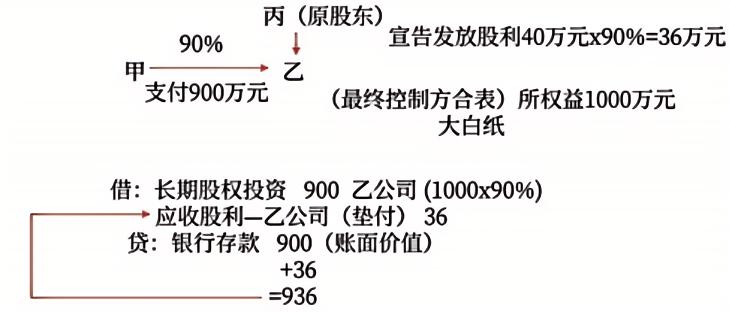 丙（原股东）
宣告发放股利40万元x90%=36万元
90%
甲
乙
支付900万元
（最终控制方合表）所权益1000万元
大白纸
借：长期股权投资 900 乙公司 (1000x90%)
应收股利—乙公司（垫付） 36
贷：银行存款 900（账面价值）
+36
=936